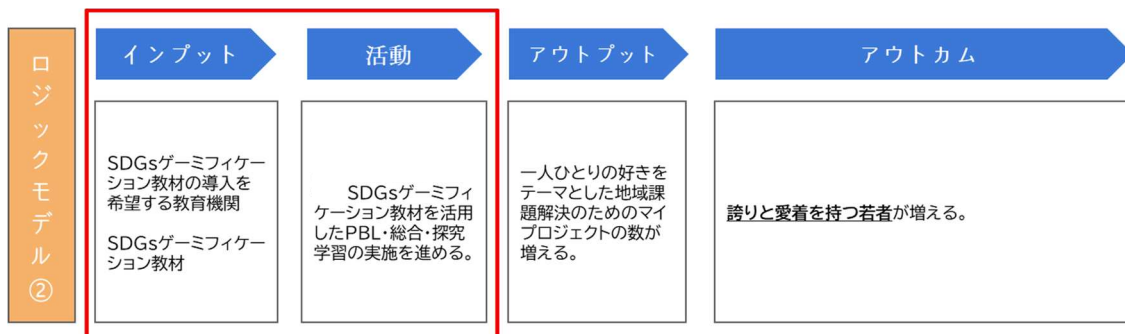 ロジックモデル②
インプット
活動
アウトプット
アウトカム
SDGsゲーミフィケー
ション教材の導入を
希望する教育機関
SDGsゲーミフィケー
ション教材
SDGsゲーミフィ
ケーション教材を活用
したPBL・総合・探究
学習の実施を進める。
一人ひとりの好きを
テーマとした地域課
題解決のためのマイ
プロジェクトの数が
増える。
誇りと愛着を持つ若者が増える。